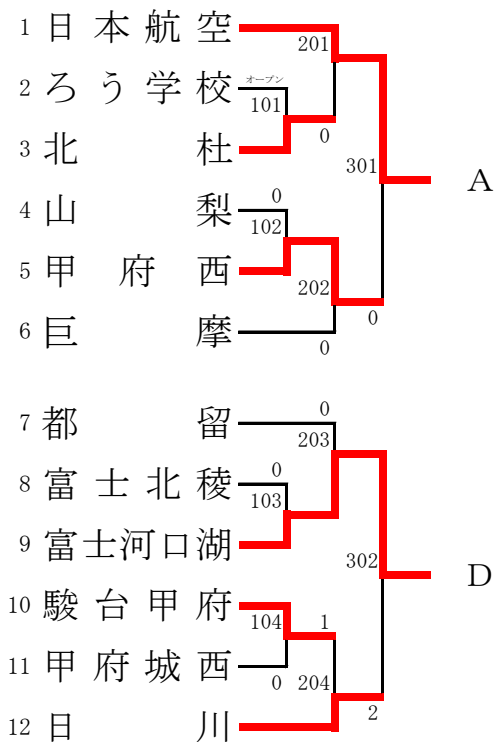 1 日本航空
201
2 ろう学校
オープン
101
3 北杜
0
301
A
4 山梨
0
102
5 甲府西
202
0
6 巨摩
0
7 都留
0
203
8 富士北稜
0
103
9 富士河口湖
302
D
10 駿台甲府
104
1
11 甲府城西
0
204
2
12 日川